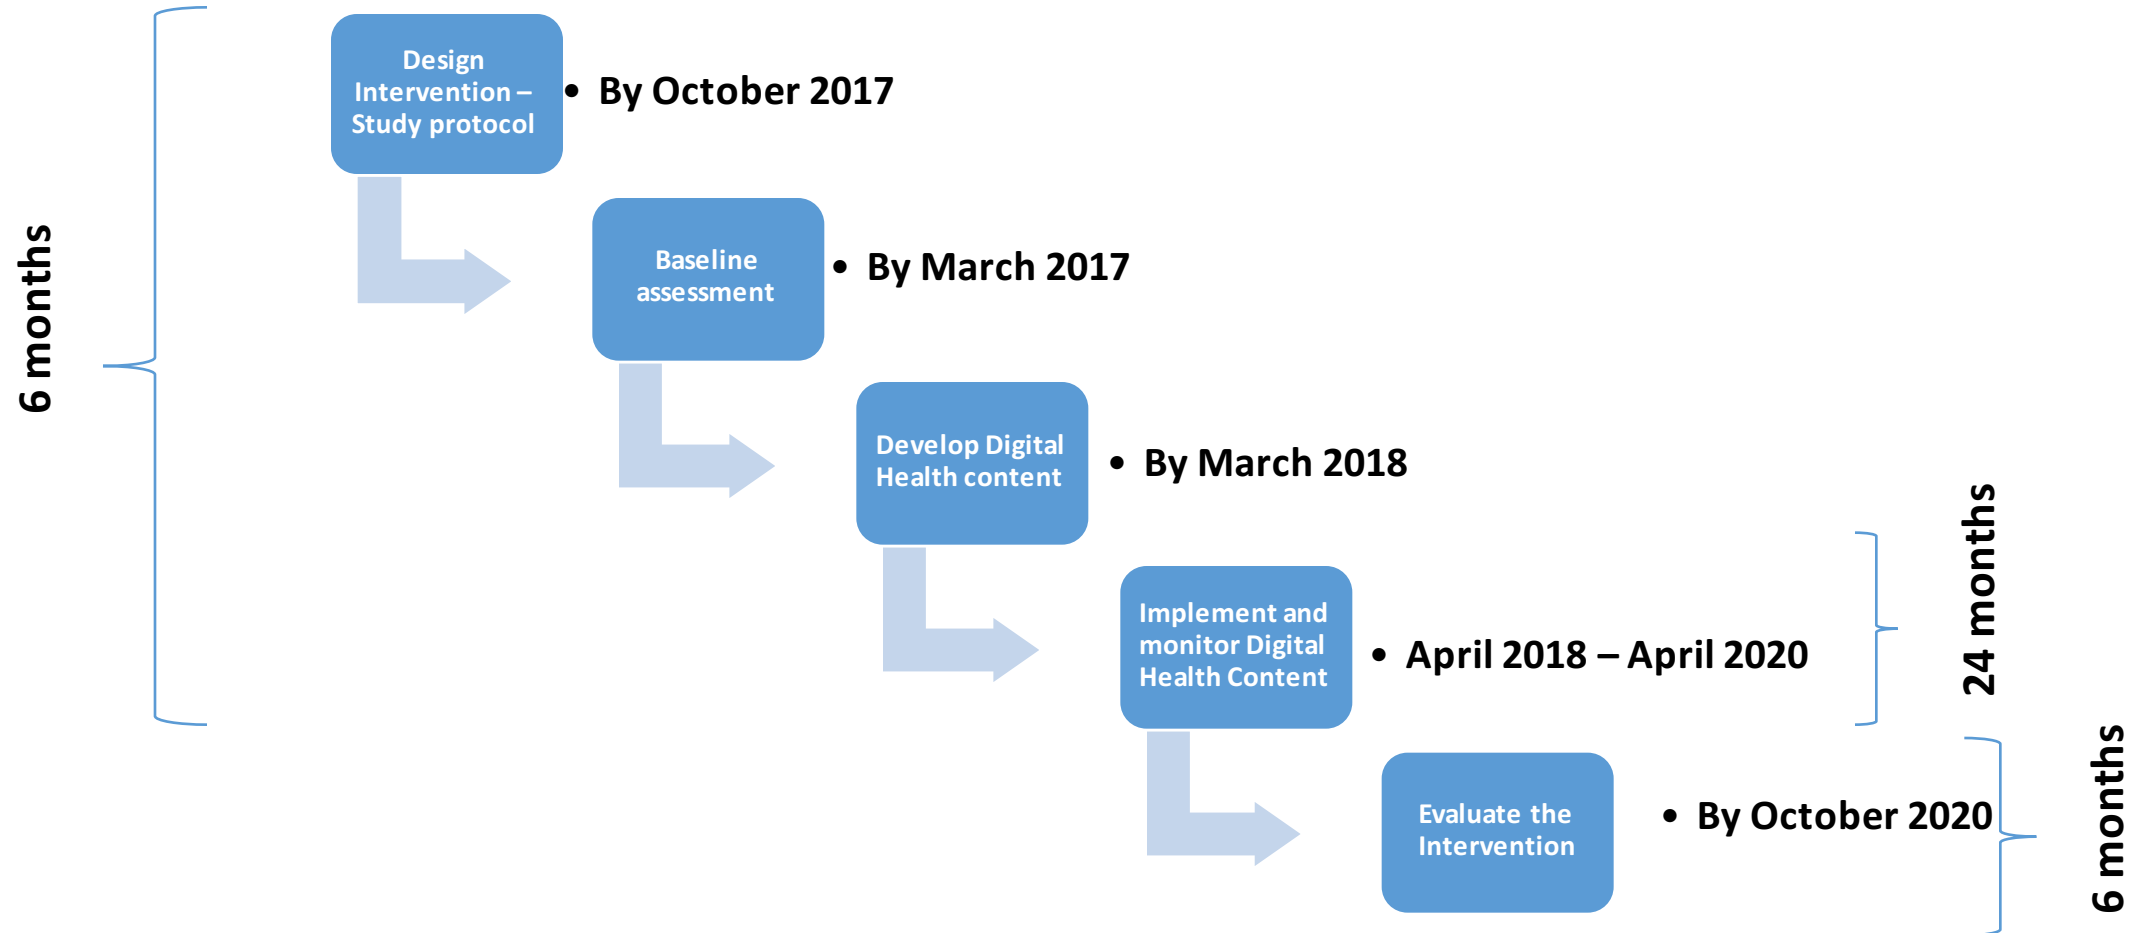 Design
Intervention –
Study protocol
• By October 2017
6 months
Baseline
assessment
• By March 2017
Develop Digital
Health content
• By March 2018
Implement and
monitor Digital
Health Content
• April 2018 – April 2020
24 months
Evaluate the
Intervention
• By October 2020
6 months